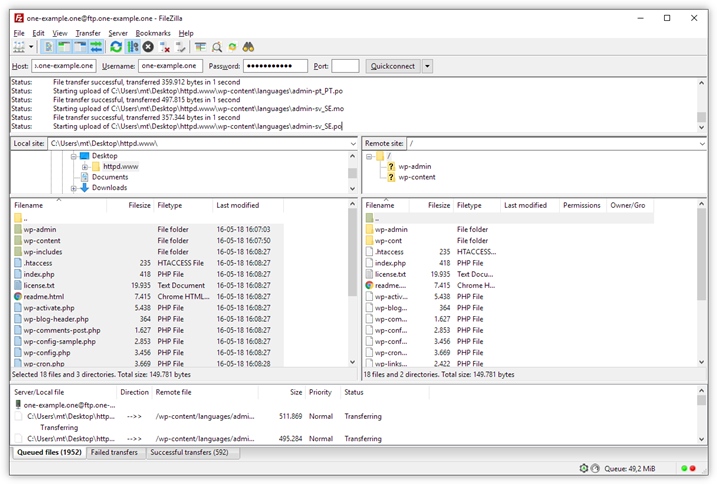 one-example.one@ftp.one-example.one - FileZilla
File Edit View Transfer Server Bookmarks Help
Host: .one-example.one Username: one-example.one Password: ●●●●●●●●●●● Port: Quickconnect
Status: File transfer successful, transferred 359.912 bytes in 1 second
Status: Starting upload of C:\Users\mt\Desktop\httpd.www\wp-content\languages\admin-pt_PT.po
Status: File transfer successful, transferred 497.815 bytes in 1 second
Status: Starting upload of C:\Users\mt\Desktop\httpd.www\wp-content\languages\admin-sv_SE.mo
Status: File transfer successful, transferred 357.344 bytes in 1 second
Status: Starting upload of C:\Users\mt\Desktop\httpd.www\wp-content\languages\admin-sv_SE.po
Local site: C:\Users\mt\Desktop\httpd.www\
Desktop
httpd.www
Documents
Downloads
Remote site: /
/
wp-admin
wp-content
Filename Filesize Filetype Last modified
..
wp-admin File folder 16-05-18 16:07:03
wp-content File folder 16-05-18 16:07:50
wp-includes File folder 16-05-18 16:08:27
.htaccess 235 HTACCESS File 16-05-18 16:08:27
index.php 418 PHP File 16-05-18 16:08:27
license.txt 19.935 Text Document 16-05-18 16:08:27
readme.html 7.415 Chrome HTML... 16-05-18 16:08:27
wp-activate.php 5.438 PHP File 16-05-18 16:08:27
wp-blog-header.php 364 PHP File 16-05-18 16:08:27
wp-comments-post.php 1.627 PHP File 16-05-18 16:08:27
wp-config-sample.php 2.853 PHP File 16-05-18 16:08:27
wp-config.php 3.456 PHP File 16-05-18 16:08:27
wp-cron.php 3.669 PHP File 16-05-18 16:08:28
Selected 18 files and 3 directories. Total size: 149.781 bytes
Filename Filesize Filetype Last modified Permissions Owner/Gro
..
wp-admin File folder
wp-cont File folder
.htaccess 235 HTACCESS...
index.php 418 PHP File
license.txt 19.935 Text Docu...
readme.... 7.415 Chrome H...
wp-activ... 5.438 PHP File
wp-blog... 364 PHP File
wp-com... 1.627 PHP File
wp-conf... 2.853 PHP File
wp-conf... 3.456 PHP File
wp-cron... 3.669 PHP File
wp-links... 2.422 PHP File
18 files and 2 directories. Total size: 149.781 bytes
Server/Local file Direction Remote file Size Priority Status
one-example.one@ftp.one-...
C:\Users\mt\Desktop\http... -->> /wp-content/languages/admi... 511.869 Normal Transferring
Transferring
C:\Users\mt\Desktop\http... -->> /wp-content/languages/admi... 495.284 Normal Transferring
Queued files (1952) Failed transfers Successful transfers (592)
Queue: 49,2 MiB